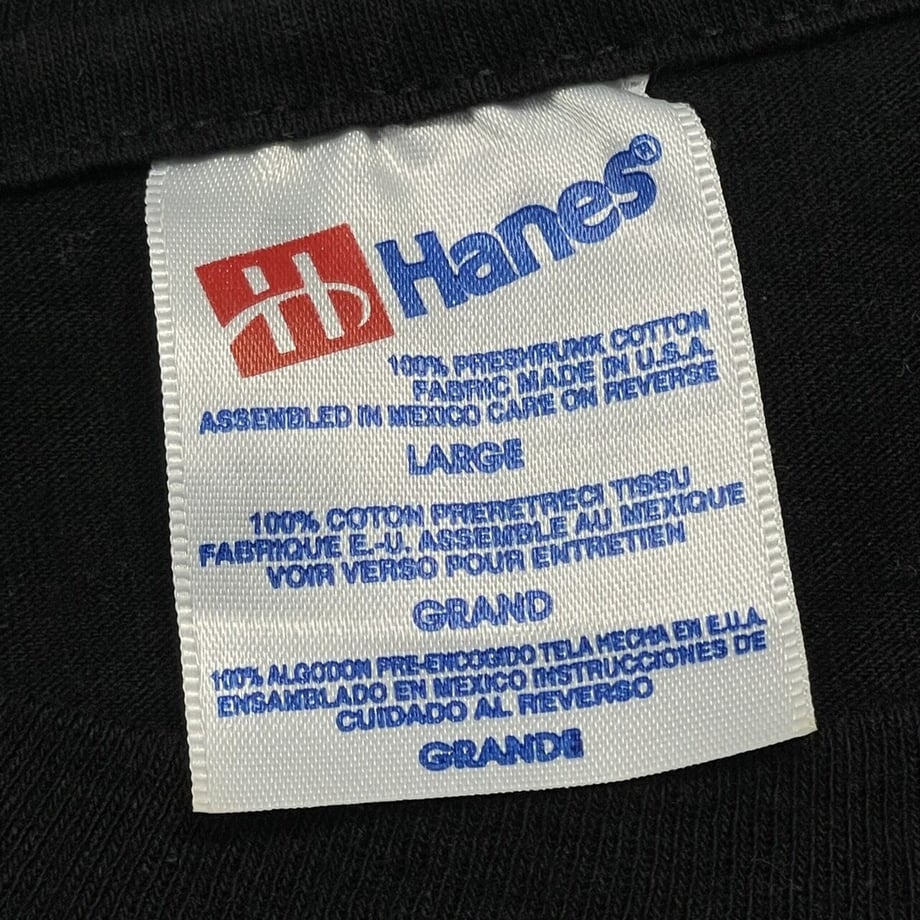 Hanes®
100% PRESHRUNK COTTON
FABRIC MADE IN U.S.A.
ASSEMBLED IN MEXICO CARE ON REVERSE
LARGE
100% COTON PRERETRECI TISSU
FABRIQUE E.-U. ASSEMBLE AU MEXIQUE
VOIR VERSO POUR ENTRETIEN
GRAND
100% ALGODON PRE-ENCOGIDO TELA HECHA EN E.U.A.
ENSAMBLADO EN MEXICO INSTRUCCIONES DE
CUIDADO AL REVERSO
GRANDE